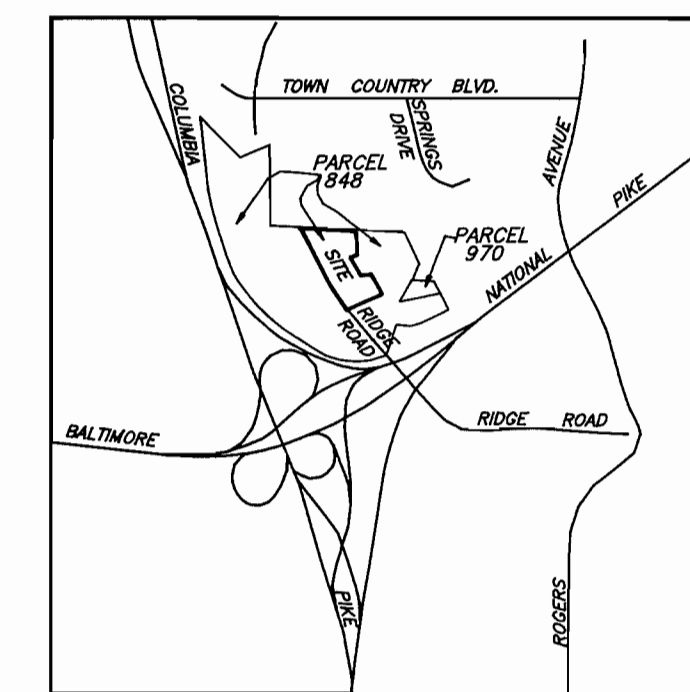 TOWN COUNTRY BLVD.
COLUMBIA
SPRINGS
DRIVE
AVENUE
PARCEL
848
PIKE
PARCEL
970
SITE
NATIONAL
RIDGE
ROAD
RIDGE ROAD
BALTIMORE
PIKE
ROGERS